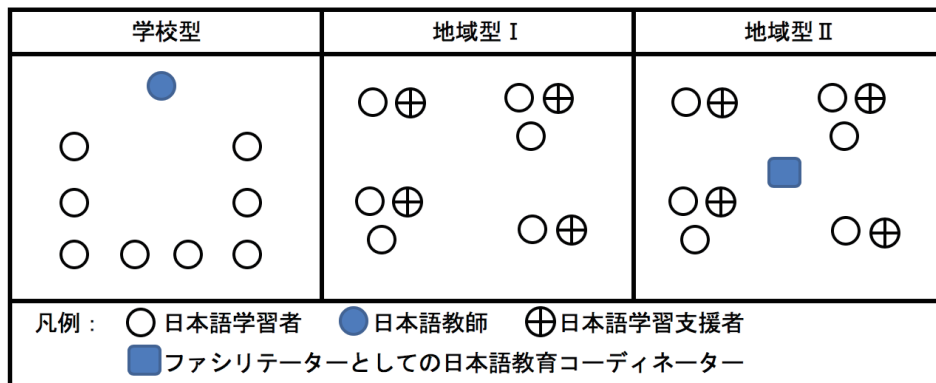 学校型
地域型Ⅰ
地域型Ⅱ
凡例： 日本語学習者 日本語教師 日本語学習支援者
ファシリテーターとしての日本語教育コーディネーター